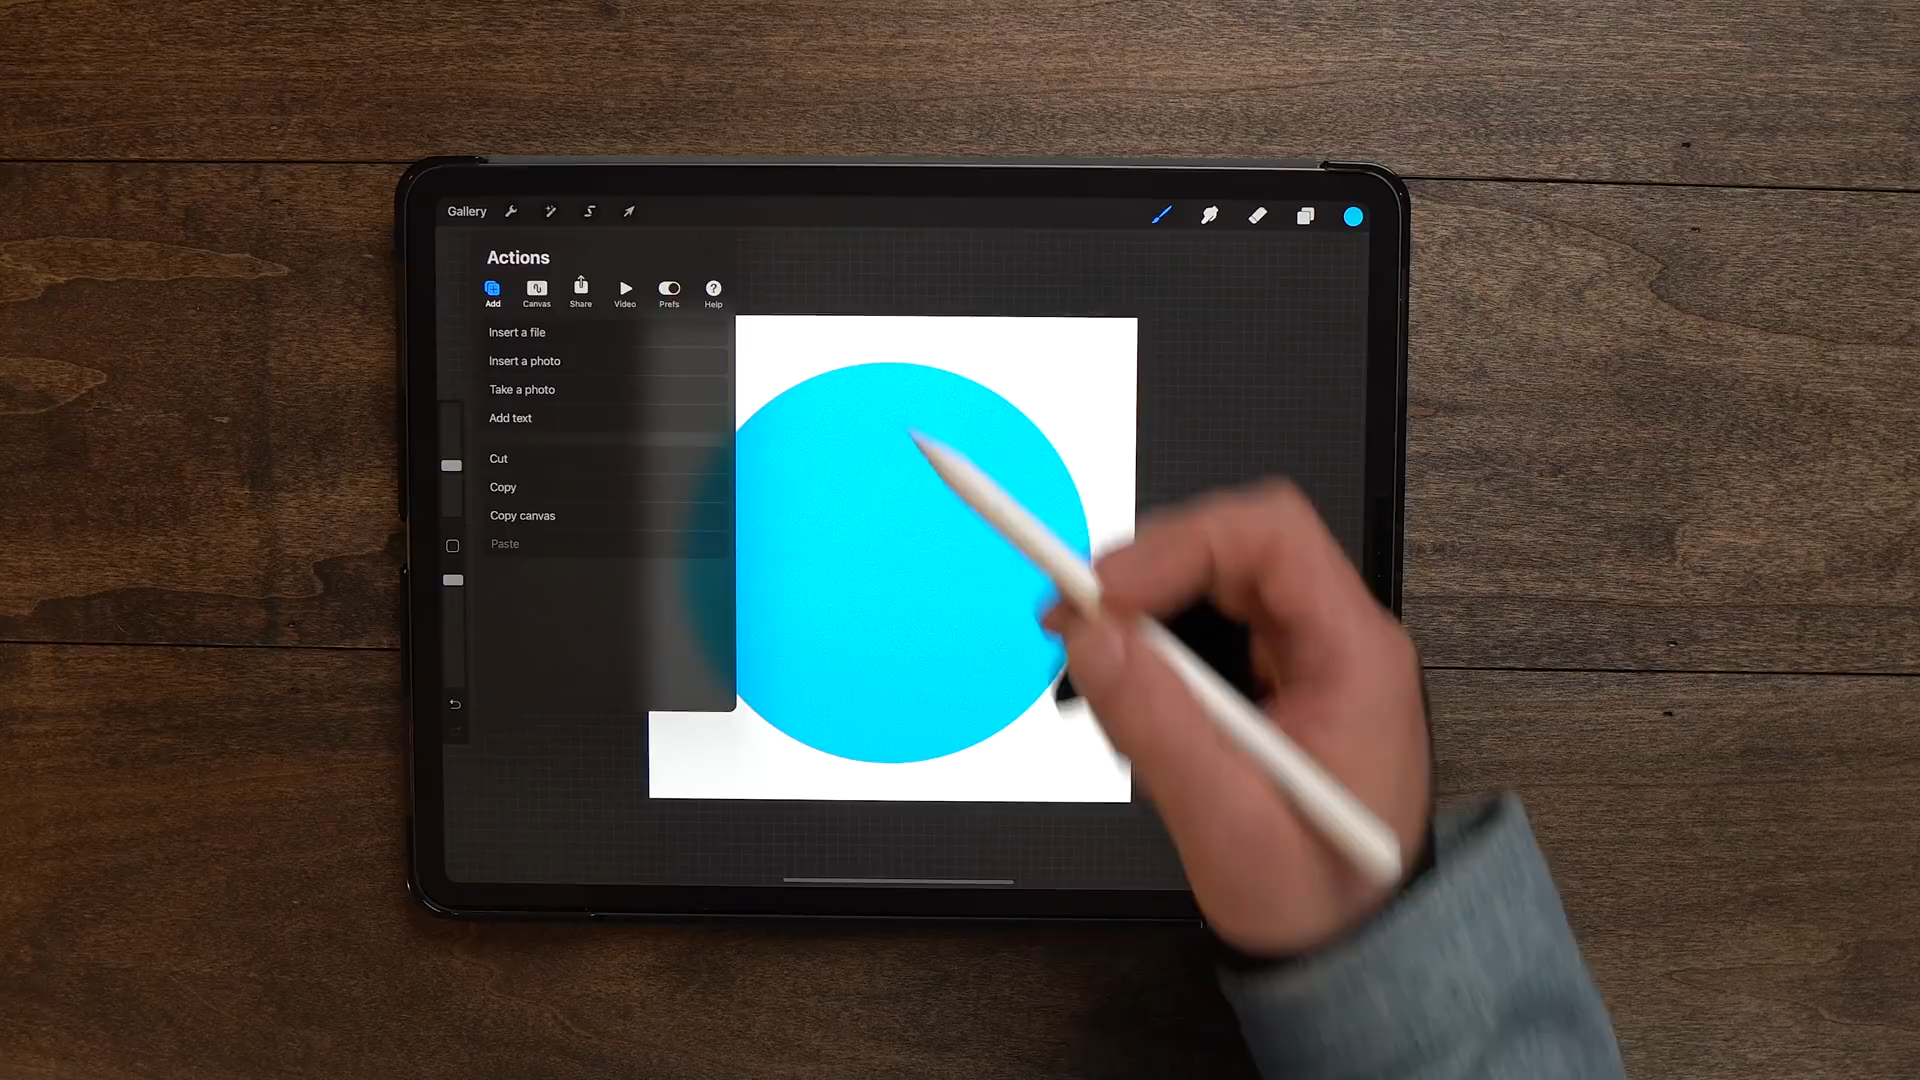 Gallery
Actions
Add Canvas Share Video Prefs Help
Insert a file
Insert a photo
Take a photo
Add text
Cut
Copy
Copy canvas
Paste